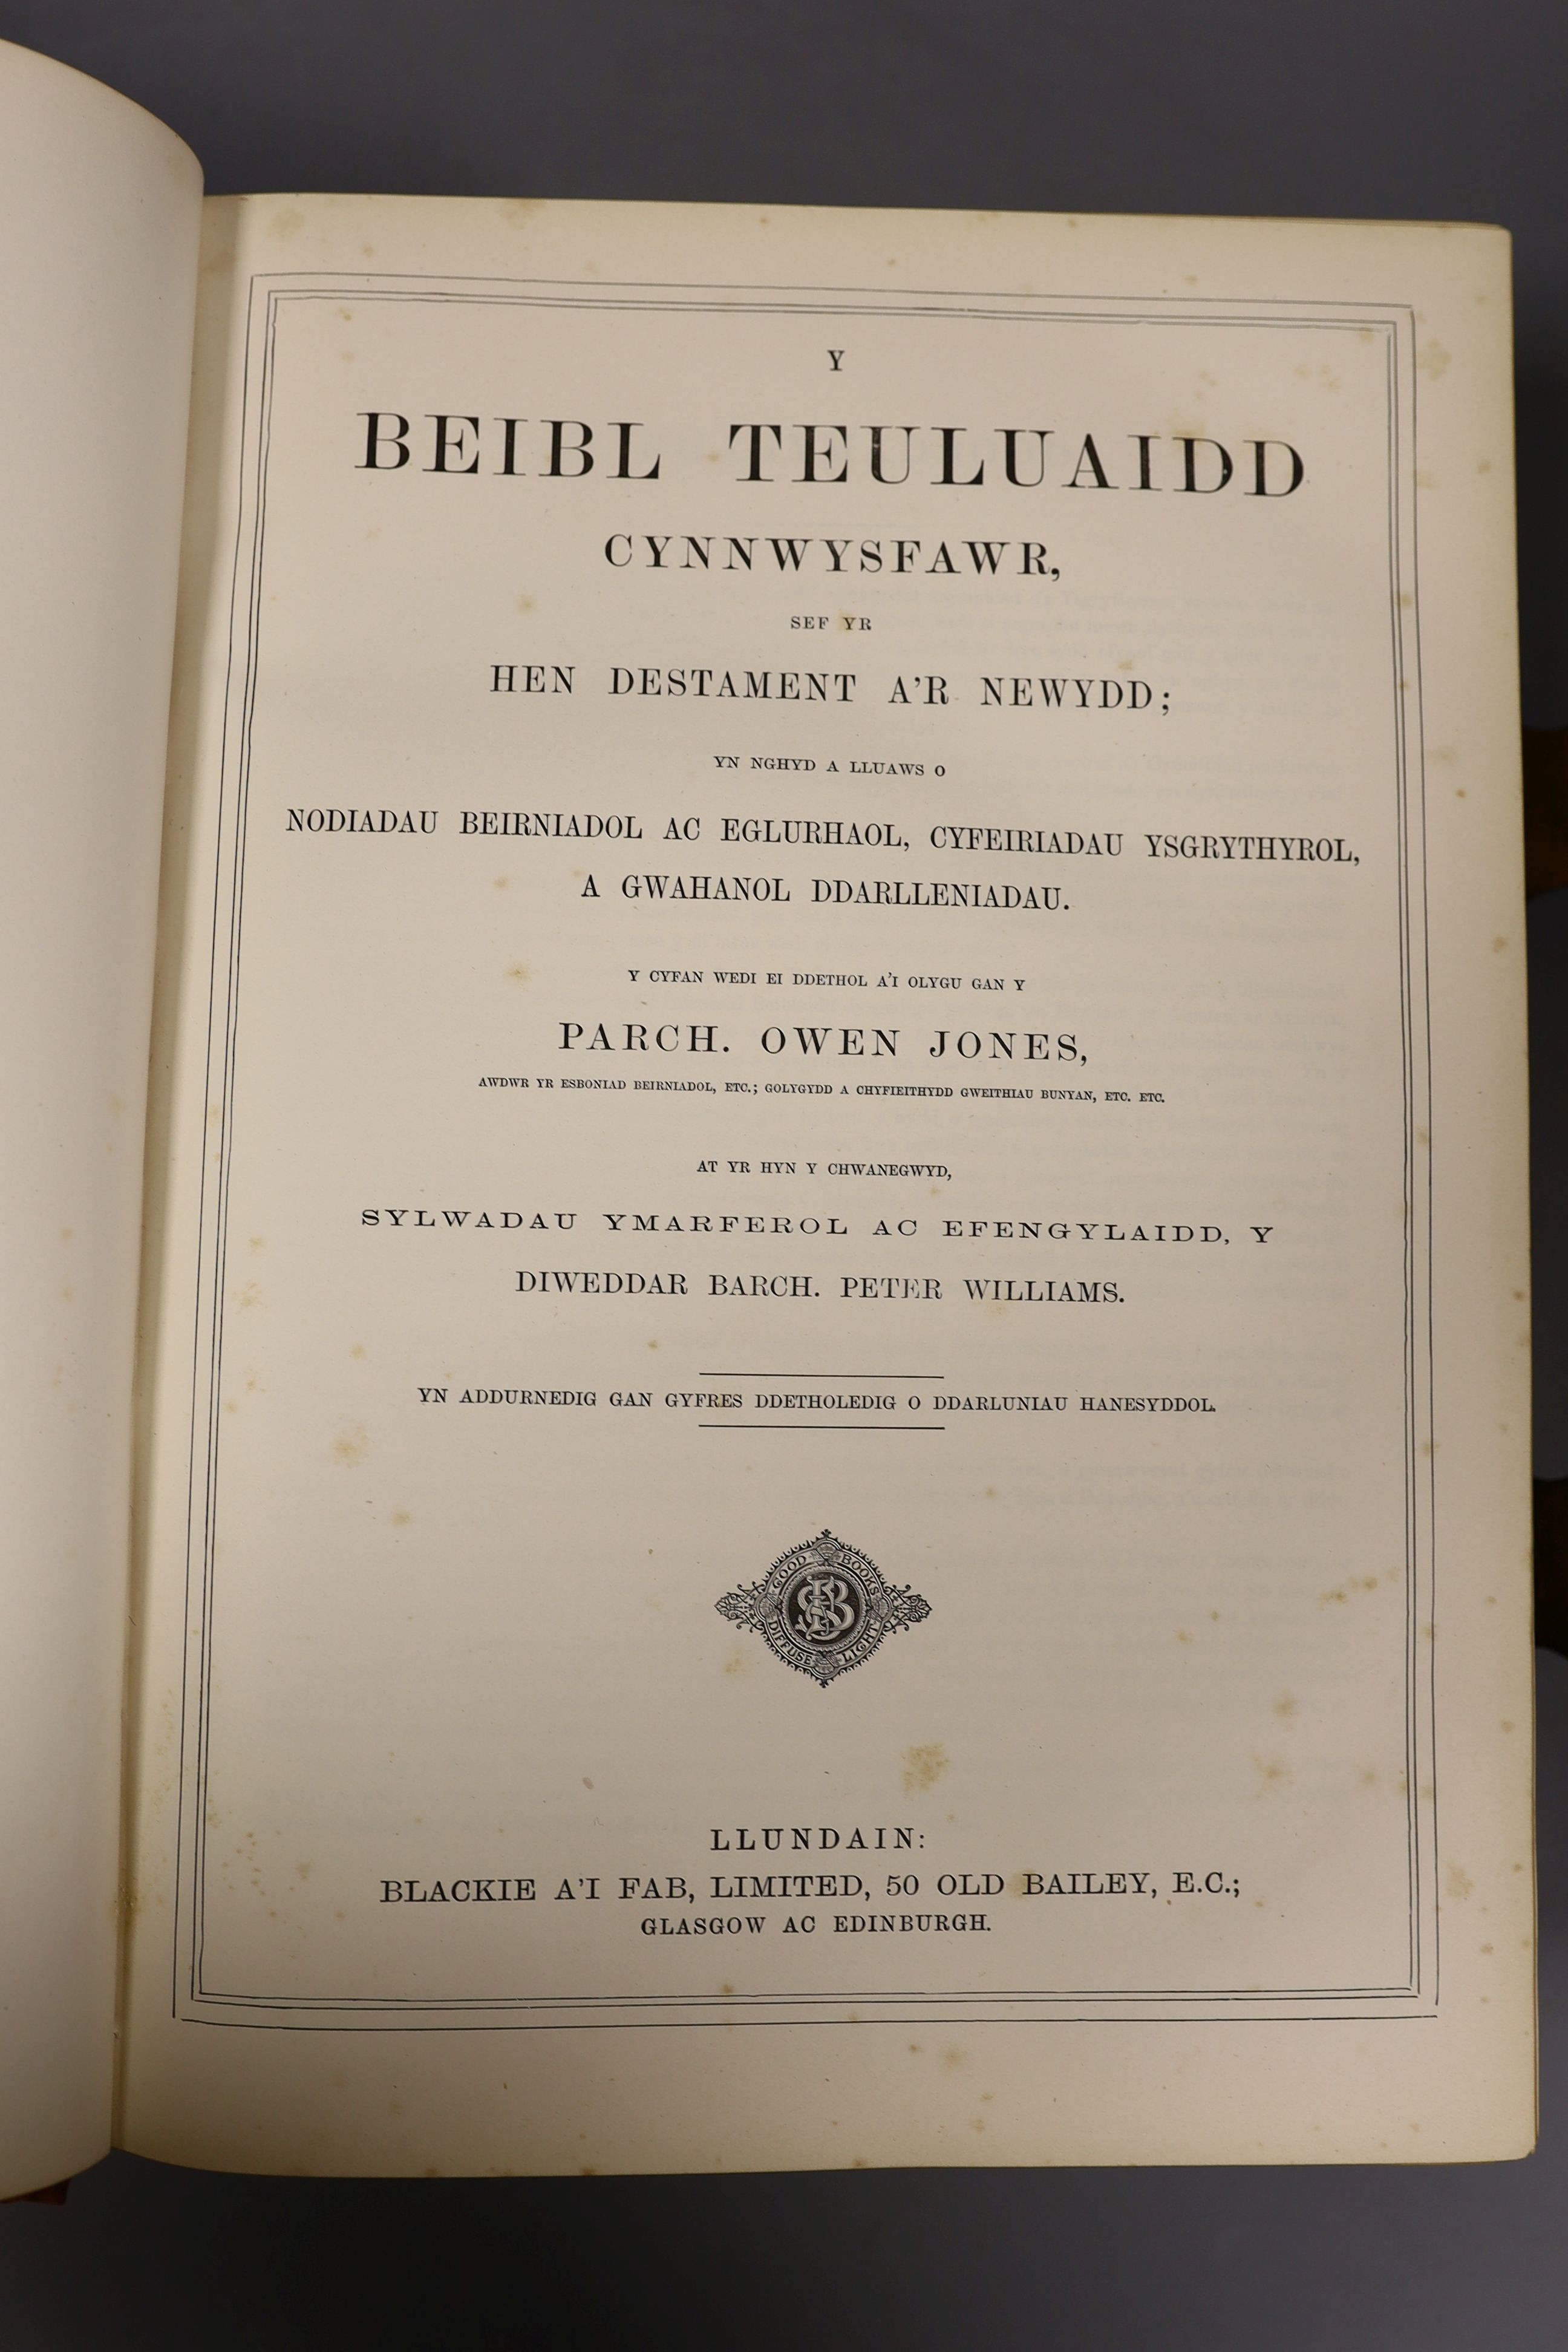 Y
BEIBL TEULUAIDD
CYNNWYSFAWR,
SEF YR
HEN DESTAMENT A'R NEWYDD;
YN NGHYD A LLUAWS O
NODIADAU BEIRNIADOL AC EGLURHAOL, CYFEIRIADAU YSGRYTHYROL,
A GWAHANOL DDARLLENIADAU.
Y CYFAN WEDI EI DDETHOL A'I OLYGU GAN Y
PARCH. OWEN JONES,
AWDWR YR ESBONIAD BEIRNIADOL, ETC.; GOLYGYDD A CHYFIEITHYDD GWEITHIAU BUNYAN, ETC. ETC.
AT YR HYN Y CHWANEGWYD,
SYLWADAU YMARFEROL AC EFENGYLAIDD, Y
DIWEDDAR BARCH. PETER WILLIAMS.
YN ADDURNEDIG GAN GYFRES DDETHOLEDIG O DDARLUNIAU HANESYDDOL.
GOOD BOOKS
DIFFUSE LIGHT
LLUNDAIN:
BLACKIE A'I FAB, LIMITED, 50 OLD BAILEY, E.C.;
GLASGOW AC EDINBURGH.